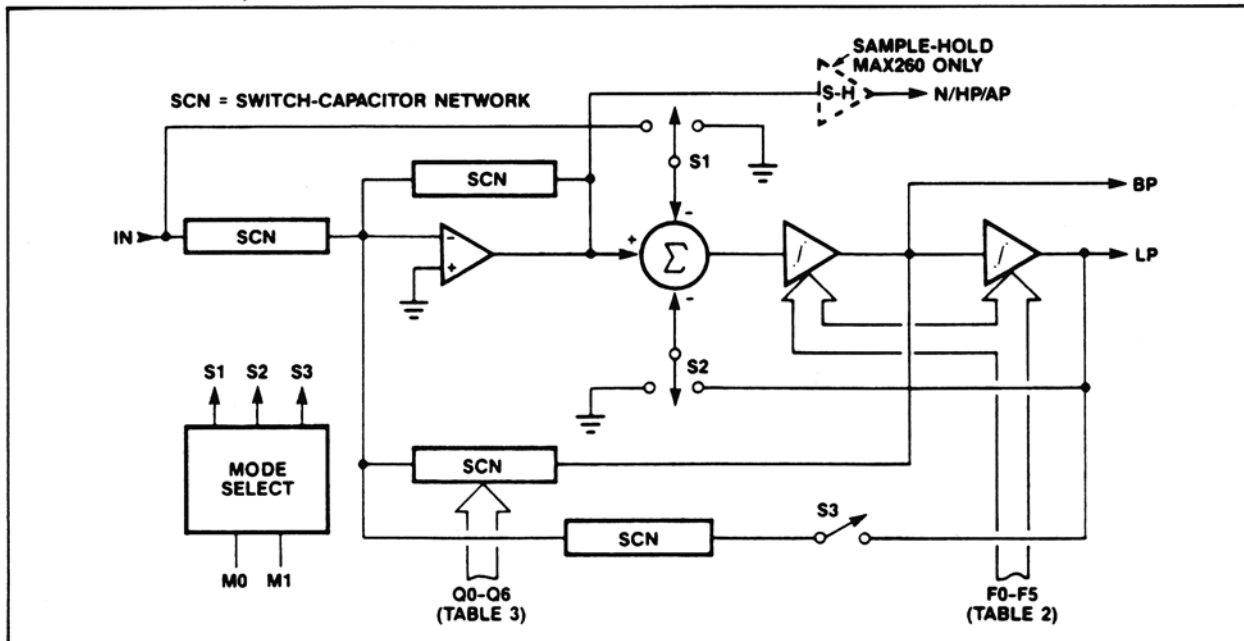 SAMPLE-HOLD
MAX260 ONLY
SCN = SWITCH-CAPACITOR NETWORK
S-H
N/HP/AP
S1
SCN
BP
IN
SCN
-
+
+
Σ
-
-
∫
∫
LP
S2
S1 S2 S3
MODE
SELECT
SCN
S3
SCN
M0 M1
Q0-Q6
(TABLE 3)
F0-F5
(TABLE 2)